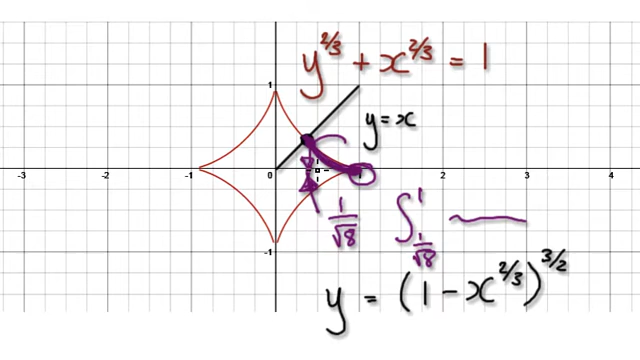 y^{2/3} + x^{2/3} = 1
1
y = x
-3 -2 -1 0 1 2 3 4
1/√8 ∫_{1/√8}^{1}
-1
y = (1 - x^{2/3})^{3/2}